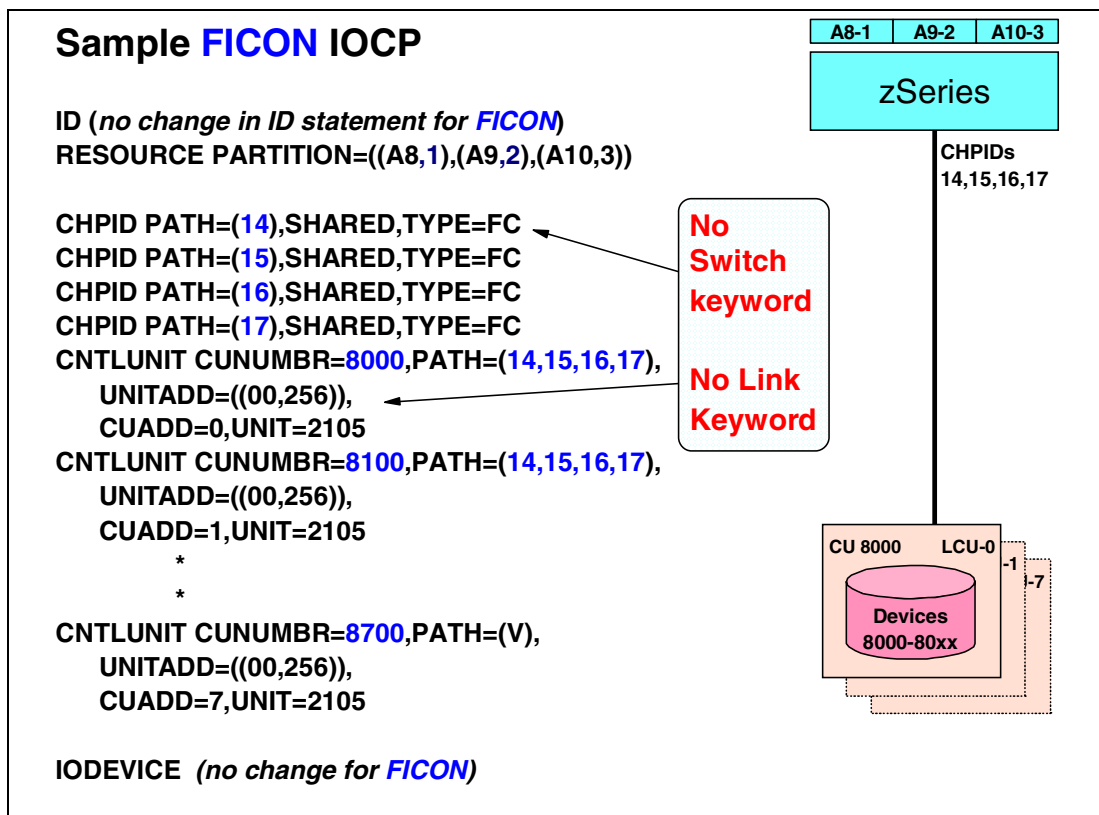 Sample FICON IOCP
ID (no change in ID statement for FICON)
RESOURCE PARTITION=((A8,1),(A9,2),(A10,3))
CHPID PATH=(14),SHARED,TYPE=FC
CHPID PATH=(15),SHARED,TYPE=FC
CHPID PATH=(16),SHARED,TYPE=FC
CHPID PATH=(17),SHARED,TYPE=FC
CNTLUNIT CUNUMBR=8000,PATH=(14,15,16,17),
UNITADD=((00,256)),
CUADD=0,UNIT=2105
CNTLUNIT CUNUMBR=8100,PATH=(14,15,16,17),
UNITADD=((00,256)),
CUADD=1,UNIT=2105
*
*
CNTLUNIT CUNUMBR=8700,PATH=(V),
UNITADD=((00,256)),
CUADD=7,UNIT=2105
IODEVICE (no change for FICON)
No
Switch
keyword
No Link
Keyword
A8-1 A9-2 A10-3
zSeries
CHPIDs
14,15,16,17
CU 8000 LCU-0
-1
-7
Devices
8000-80xx